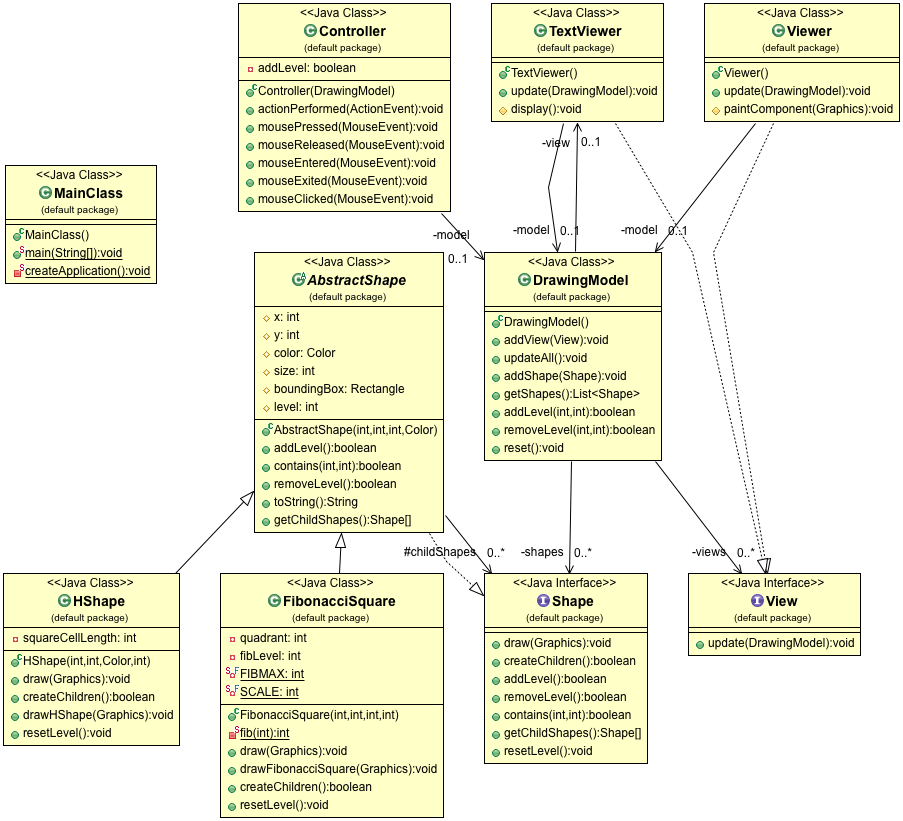 <<Java Class>>
Controller
(default package)
addLevel: boolean
Controller(DrawingModel)
actionPerformed(ActionEvent):void
mousePressed(MouseEvent):void
mouseReleased(MouseEvent):void
mouseEntered(MouseEvent):void
mouseExited(MouseEvent):void
mouseClicked(MouseEvent):void
<<Java Class>>
TextViewer
(default package)
TextViewer()
update(DrawingModel):void
display():void
<<Java Class>>
Viewer
(default package)
Viewer()
update(DrawingModel):void
paintComponent(Graphics):void
<<Java Class>>
MainClass
(default package)
MainClass()
main(String[]):void
createApplication():void
-view
0..1
-model
0..1
-model
0..1
-model
0..1
<<Java Class>>
AbstractShape
(default package)
x: int
y: int
color: Color
size: int
boundingBox: Rectangle
level: int
AbstractShape(int,int,int,Color)
addLevel():boolean
contains(int,int):boolean
removeLevel():boolean
toString():String
getChildShapes():Shape[]
<<Java Class>>
DrawingModel
(default package)
DrawingModel()
addView(View):void
updateAll():void
addShape(Shape):void
getShapes():List<Shape>
addLevel(int,int):boolean
removeLevel(int,int):boolean
reset():void
#childShapes
0..*
-shapes
0..*
-views
0..*
<<Java Class>>
HShape
(default package)
squareCellLength: int
HShape(int,int,Color,int)
draw(Graphics):void
createChildren():boolean
drawHShape(Graphics):void
resetLevel():void
<<Java Class>>
FibonacciSquare
(default package)
quadrant: int
fibLevel: int
FIBMAX: int
SCALE: int
FibonacciSquare(int,int,int,int)
fib(int):int
draw(Graphics):void
drawFibonacciSquare(Graphics):void
createChildren():boolean
resetLevel():void
<<Java Interface>>
Shape
(default package)
draw(Graphics):void
createChildren():boolean
addLevel():boolean
removeLevel():boolean
contains(int,int):boolean
getChildShapes():Shape[]
resetLevel():void
<<Java Interface>>
View
(default package)
update(DrawingModel):void